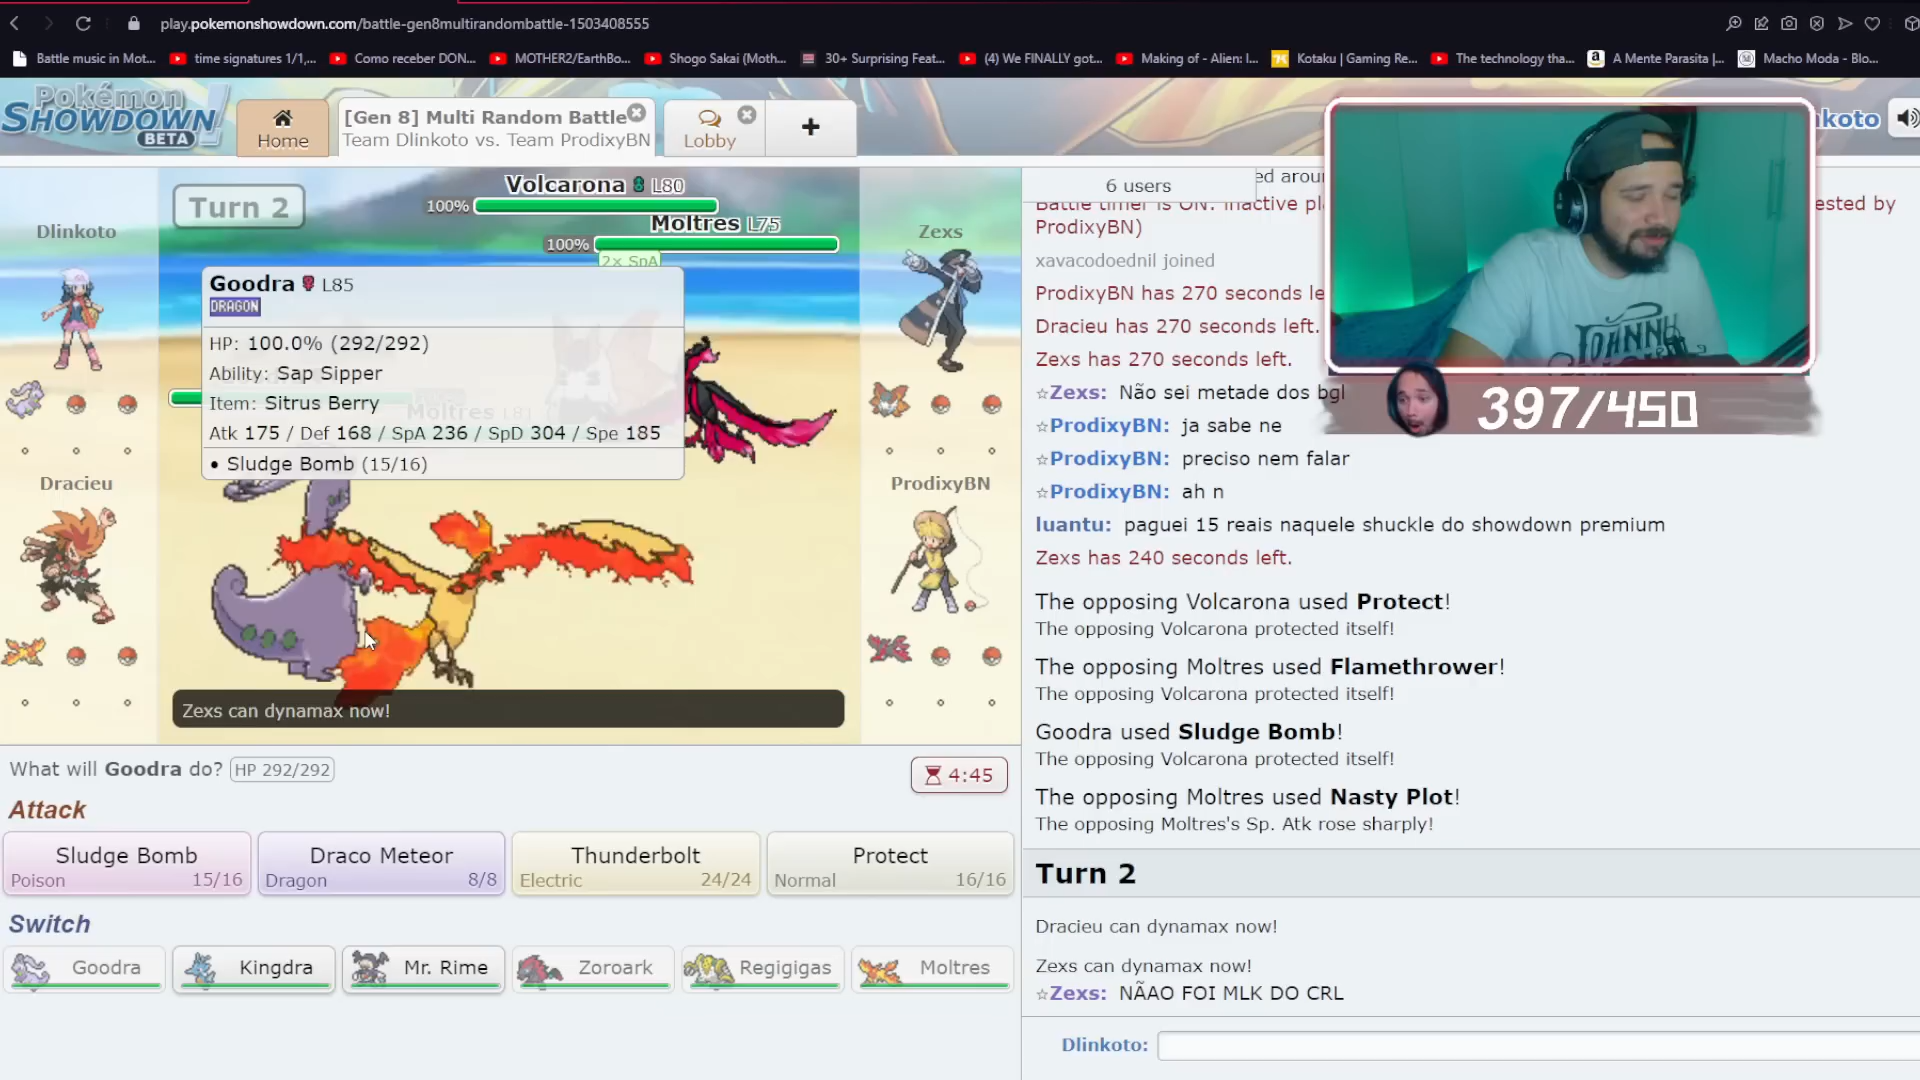 play.pokemonshowdown.com/battle-gen8multirandombattle-1503408555
Battle music in Mot... time signatures 1/1,... Como receber DON... MOTHER2/EarthBo... Shogo Sakai (Moth... 30+ Surprising Feat... (4) We FINALLY got... Making of - Alien: I... Kotaku | Gaming Re... The technology tha... A Mente Parasita |... Macho Moda - Blo...
Pokémon
SHOWDOWN
BETA
Home
[Gen 8] Multi Random Battle
Team Dlinkoto vs. Team ProdixyBN
Lobby
nkoto
Turn 2
Volcarona L80
100%
Moltres L75
100%
2x SpA
Dlinkoto
Zexs
Goodra L85
DRAGON
HP: 100.0% (292/292)
Ability: Sap Sipper
Item: Sitrus Berry
Moltres L81
Atk 175 / Def 168 / SpA 236 / SpD 304 / Spe 185
• Sludge Bomb (15/16)
Dracieu
ProdixyBN
Zexs can dynamax now!
What will Goodra do? HP 292/292
4:45
Attack
Sludge Bomb
Poison 15/16
Draco Meteor
Dragon 8/8
Thunderbolt
Electric 24/24
Protect
Normal 16/16
Switch
Goodra Kingdra Mr. Rime Zoroark Regigigas Moltres
6 users
ed arou
Battle timer is ON: inactive pl
ested by
ProdixyBN)
xavacodoednil joined
ProdixyBN has 270 seconds le
Dracieu has 270 seconds left.
Zexs has 270 seconds left.
☆Zexs: Não sei metade dos bgl
☆ProdixyBN: ja sabe ne
☆ProdixyBN: preciso nem falar
☆ProdixyBN: ah n
luantu: paguei 15 reais naquele shuckle do showdown premium
Zexs has 240 seconds left.
397/450
The opposing Volcarona used Protect!
The opposing Volcarona protected itself!
The opposing Moltres used Flamethrower!
The opposing Volcarona protected itself!
Goodra used Sludge Bomb!
The opposing Volcarona protected itself!
The opposing Moltres used Nasty Plot!
The opposing Moltres's Sp. Atk rose sharply!
Turn 2
Dracieu can dynamax now!
Zexs can dynamax now!
☆Zexs: NÃAO FOI MLK DO CRL
Dlinkoto: